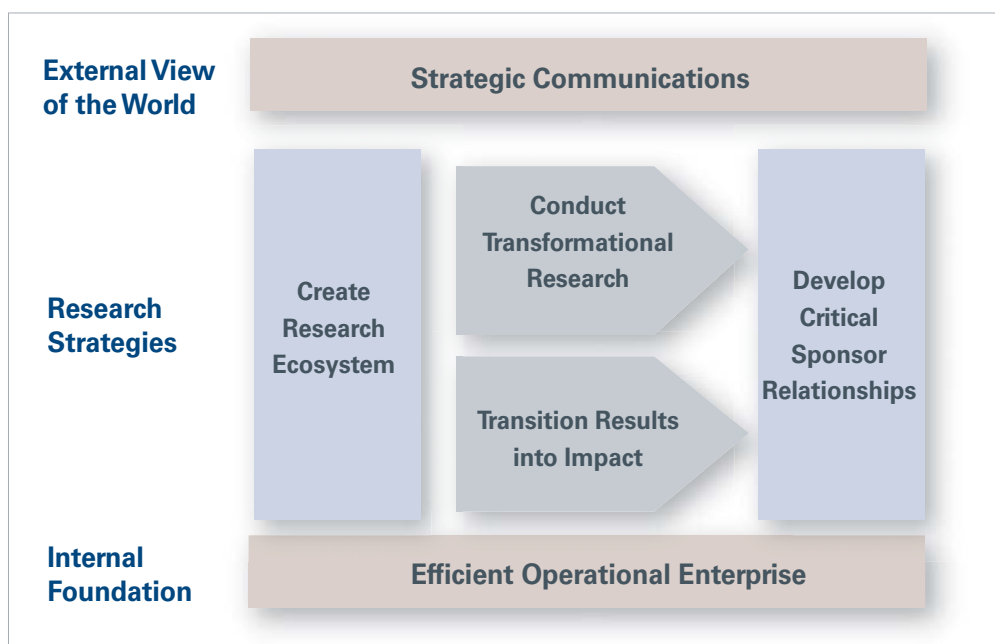 External View
of the World
Strategic Communications
Research
Strategies
Create
Research
Ecosystem
Conduct
Transformational
Research
Transition Results
into Impact
Develop
Critical
Sponsor
Relationships
Internal
Foundation
Efficient Operational Enterprise